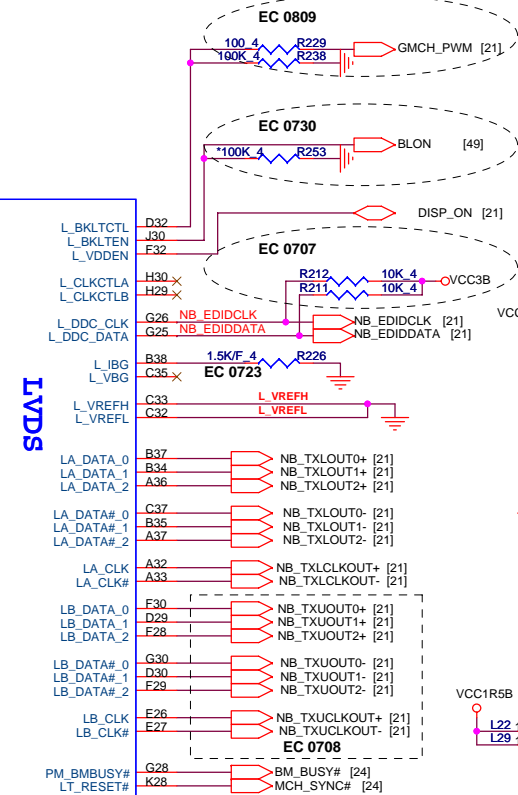 EC 0809
100_4 R229 GMCH_PWM [21]
100K_4 R238
EC 0730
BLON [49]
*100K_4 R253
L_BKLTCTL D32
L_BKLTEN J30
L_VDDEN F32 DISP_ON [21]
EC 0707
L_CLKCTLA H30 R212 10K_4 VCC3B
L_CLKCTLB H29 R211 10K_4
L_DDC_CLK G26 NB_EDIDCLK NB_EDIDCLK [21]
L_DDC_DATA G25 NB_EDIDDATA NB_EDIDDATA [21]
VCC
L_IBG B38 1.5K/F_4 R226
L_VBG C35 EC 0723
L_VREFH C33 L_VREFH
L_VREFL C32 L_VREFL
LVDS
LA_DATA_0 B37 NB_TXLOUT0+ [21]
LA_DATA_1 B34 NB_TXLOUT1+ [21]
LA_DATA_2 A36 NB_TXLOUT2+ [21]
LA_DATA#_0 C37 NB_TXLOUT0- [21]
LA_DATA#_1 B35 NB_TXLOUT1- [21]
LA_DATA#_2 A37 NB_TXLOUT2- [21]
LA_CLK A32 NB_TXLCLKOUT+ [21]
LA_CLK# A33 NB_TXLCLKOUT- [21]
LB_DATA_0 F30 NB_TXUOUT0+ [21]
LB_DATA_1 D29 NB_TXUOUT1+ [21]
LB_DATA_2 F28 NB_TXUOUT2+ [21]
LB_DATA#_0 G30 NB_TXUOUT0- [21]
LB_DATA#_1 D30 NB_TXUOUT1- [21]
LB_DATA#_2 F29 NB_TXUOUT2- [21]
LB_CLK E26 NB_TXUCLKOUT+ [21]
LB_CLK# E27 NB_TXUCLKOUT- [21]
EC 0708
VCC1R5B
L22
L29
PM_BMBUSY# G28 BM_BUSY# [24]
LT_RESET# K28 MCH_SYNC# [24]